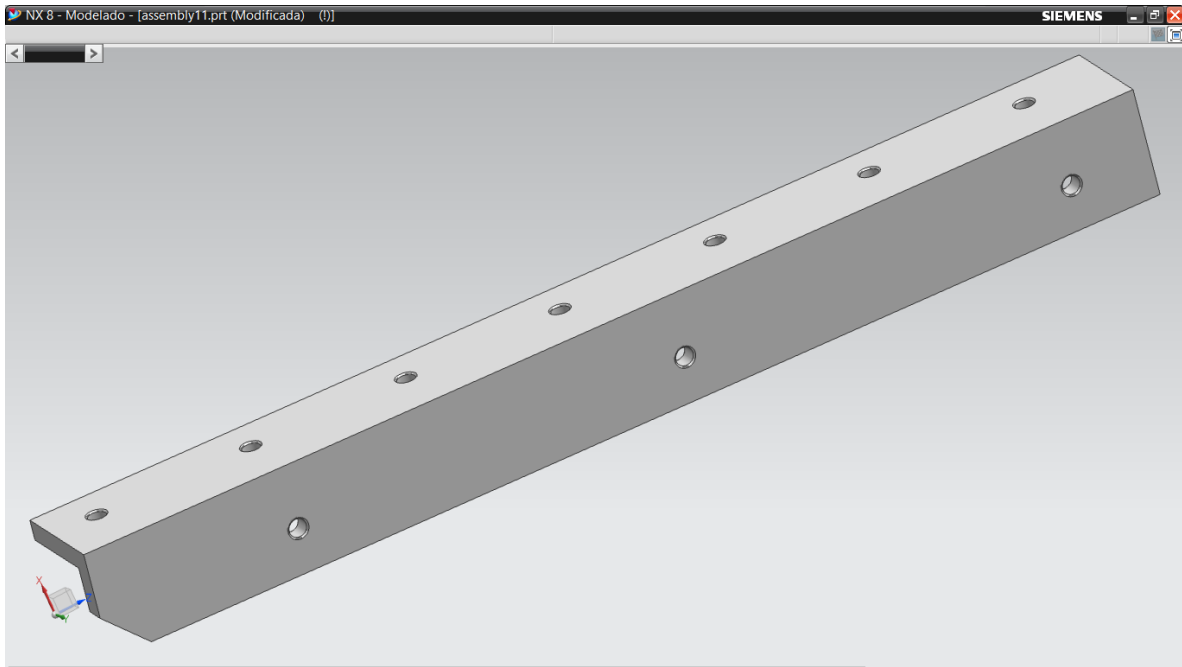 NX 8 - Modelado - [assembly11.prt (Modificada) (!)] SIEMENS
X
Z
Y